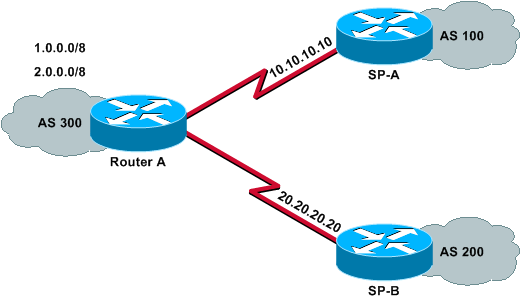 1.0.0.0/8
2.0.0.0/8
AS 300
Router A
10.10.10.10
AS 100
SP-A
20.20.20.20
AS 200
SP-B